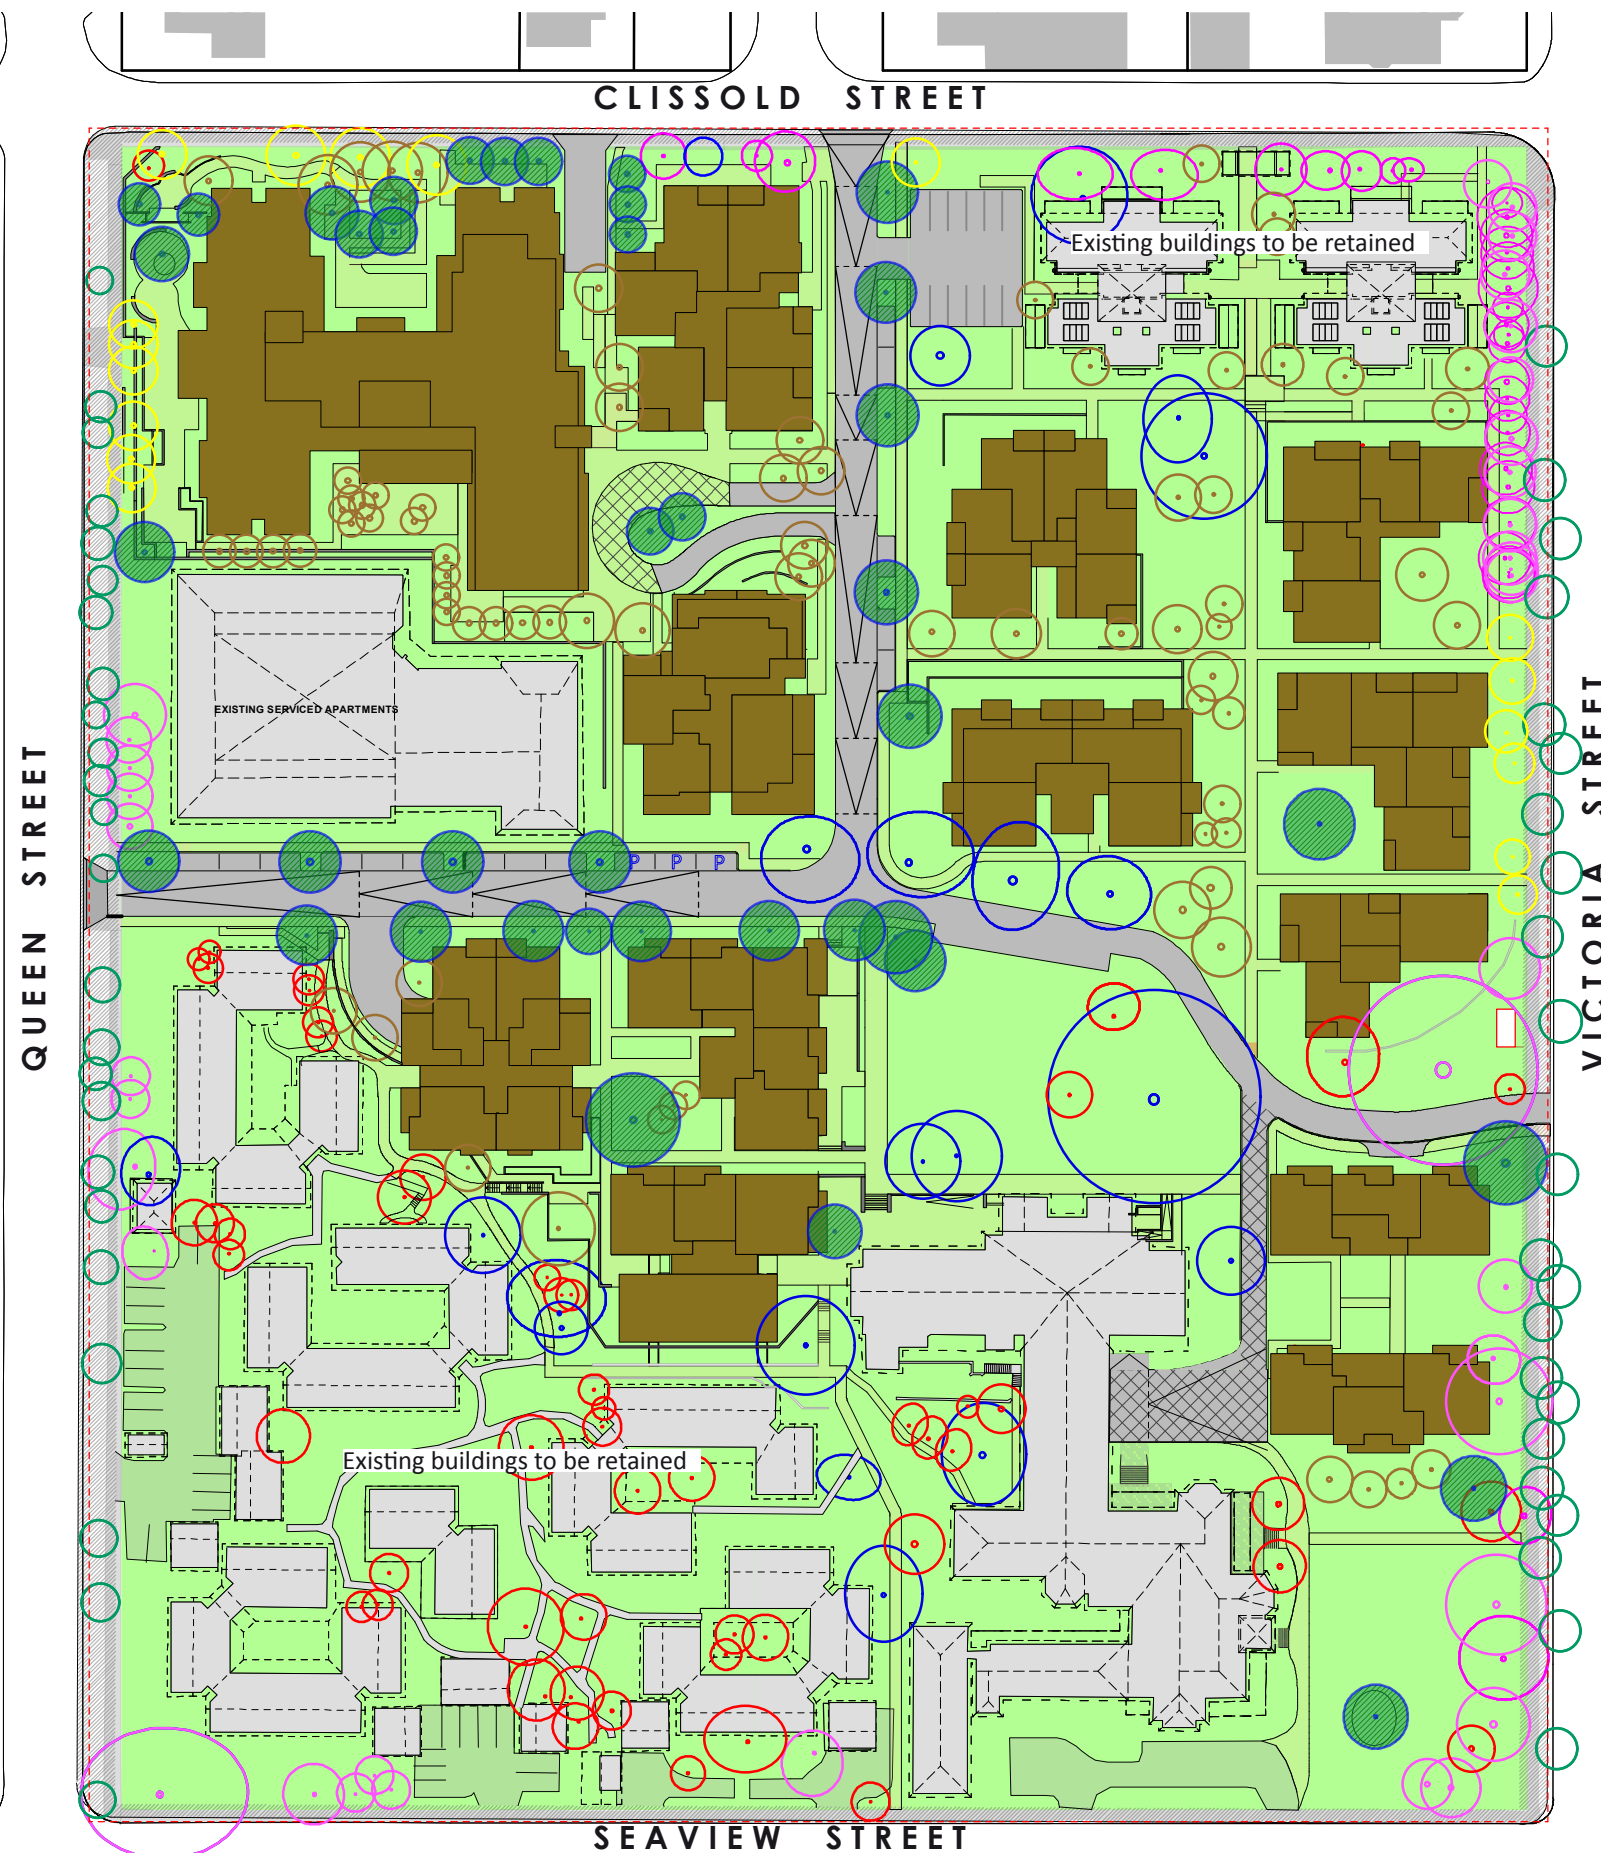 CLISSOLD STREET
Existing buildings to be retained
EXISTING SERVICED APARTMENTS
QUEEN STREET
VICTORIA STREET
P P P
Existing buildings to be retained
SEAVIEW STREET